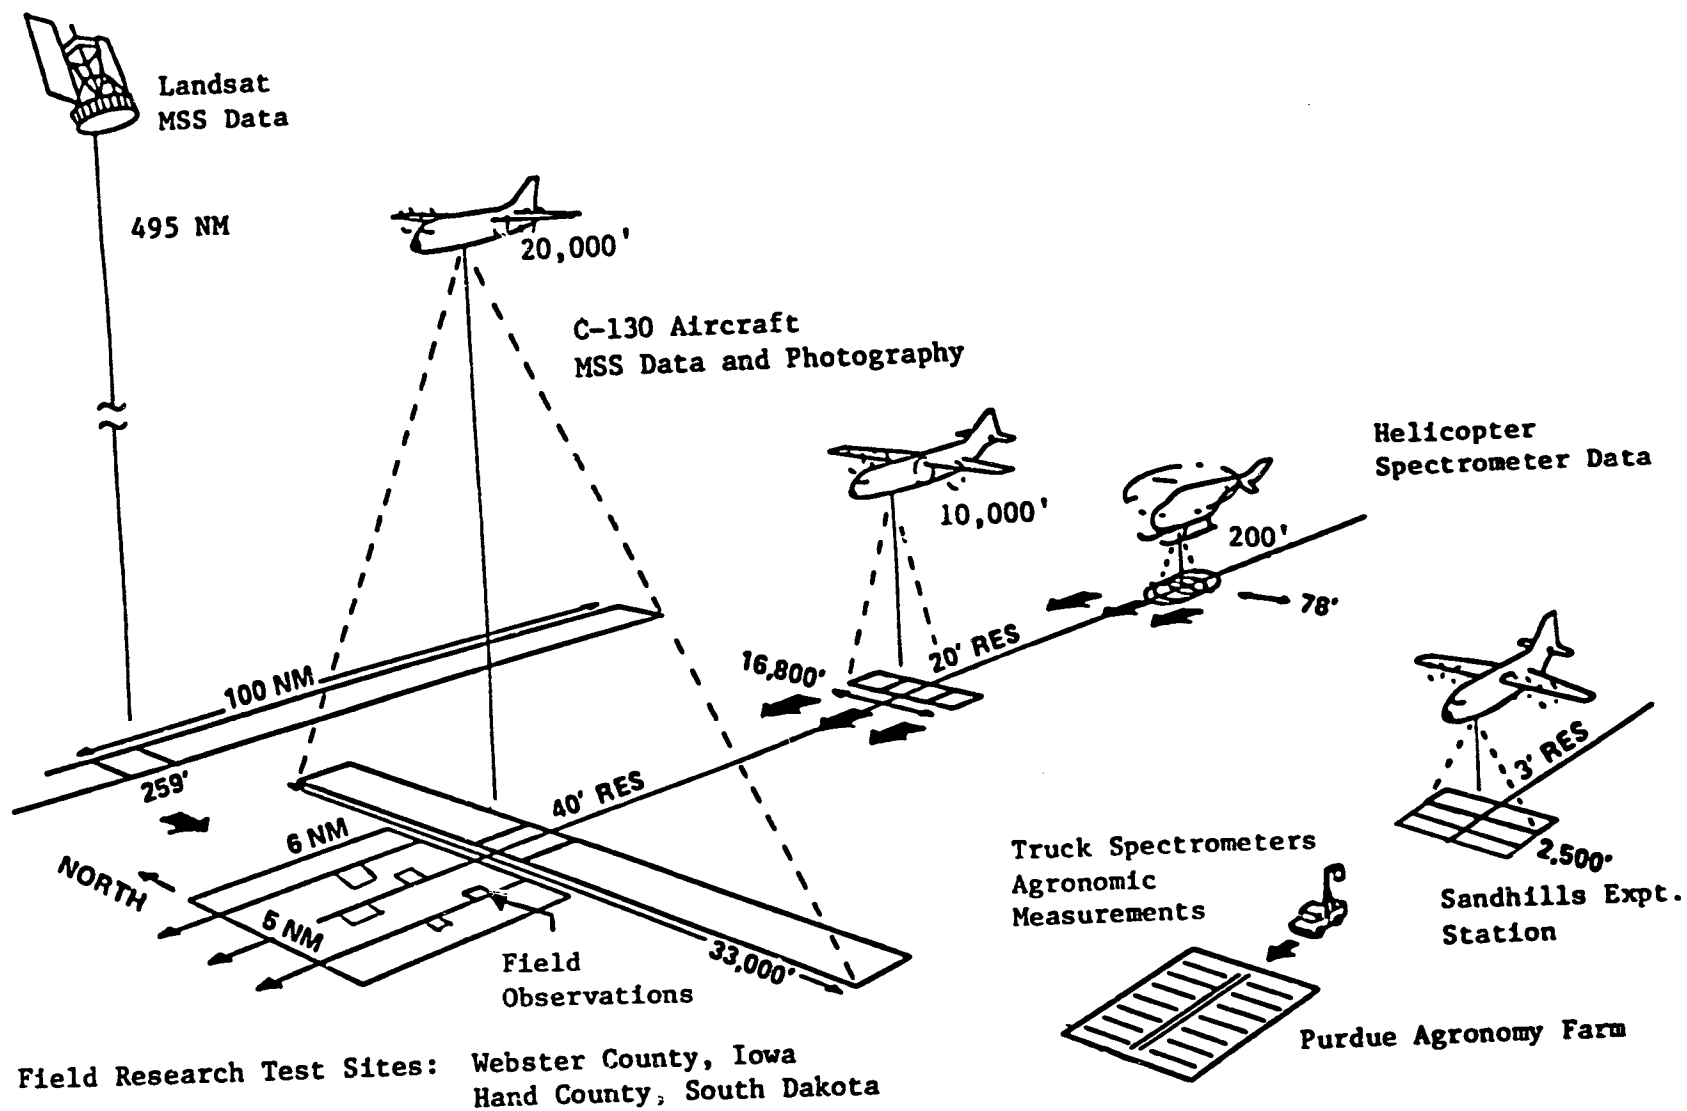 Landsat
MSS Data
495 NM
20,000'
C-130 Aircraft
MSS Data and Photography
Helicopter
Spectrometer Data
10,000'
200'
78'
20' RES
16,800'
100 NM
259'
3' RES
40' RES
6 NM
NORTH
5 NM
33,000'
2,500'
Truck Spectrometers
Agronomic
Measurements
Sandhills Expt.
Station
Field
Observations
Purdue Agronomy Farm
Field Research Test Sites: Webster County, Iowa
Hand County, South Dakota